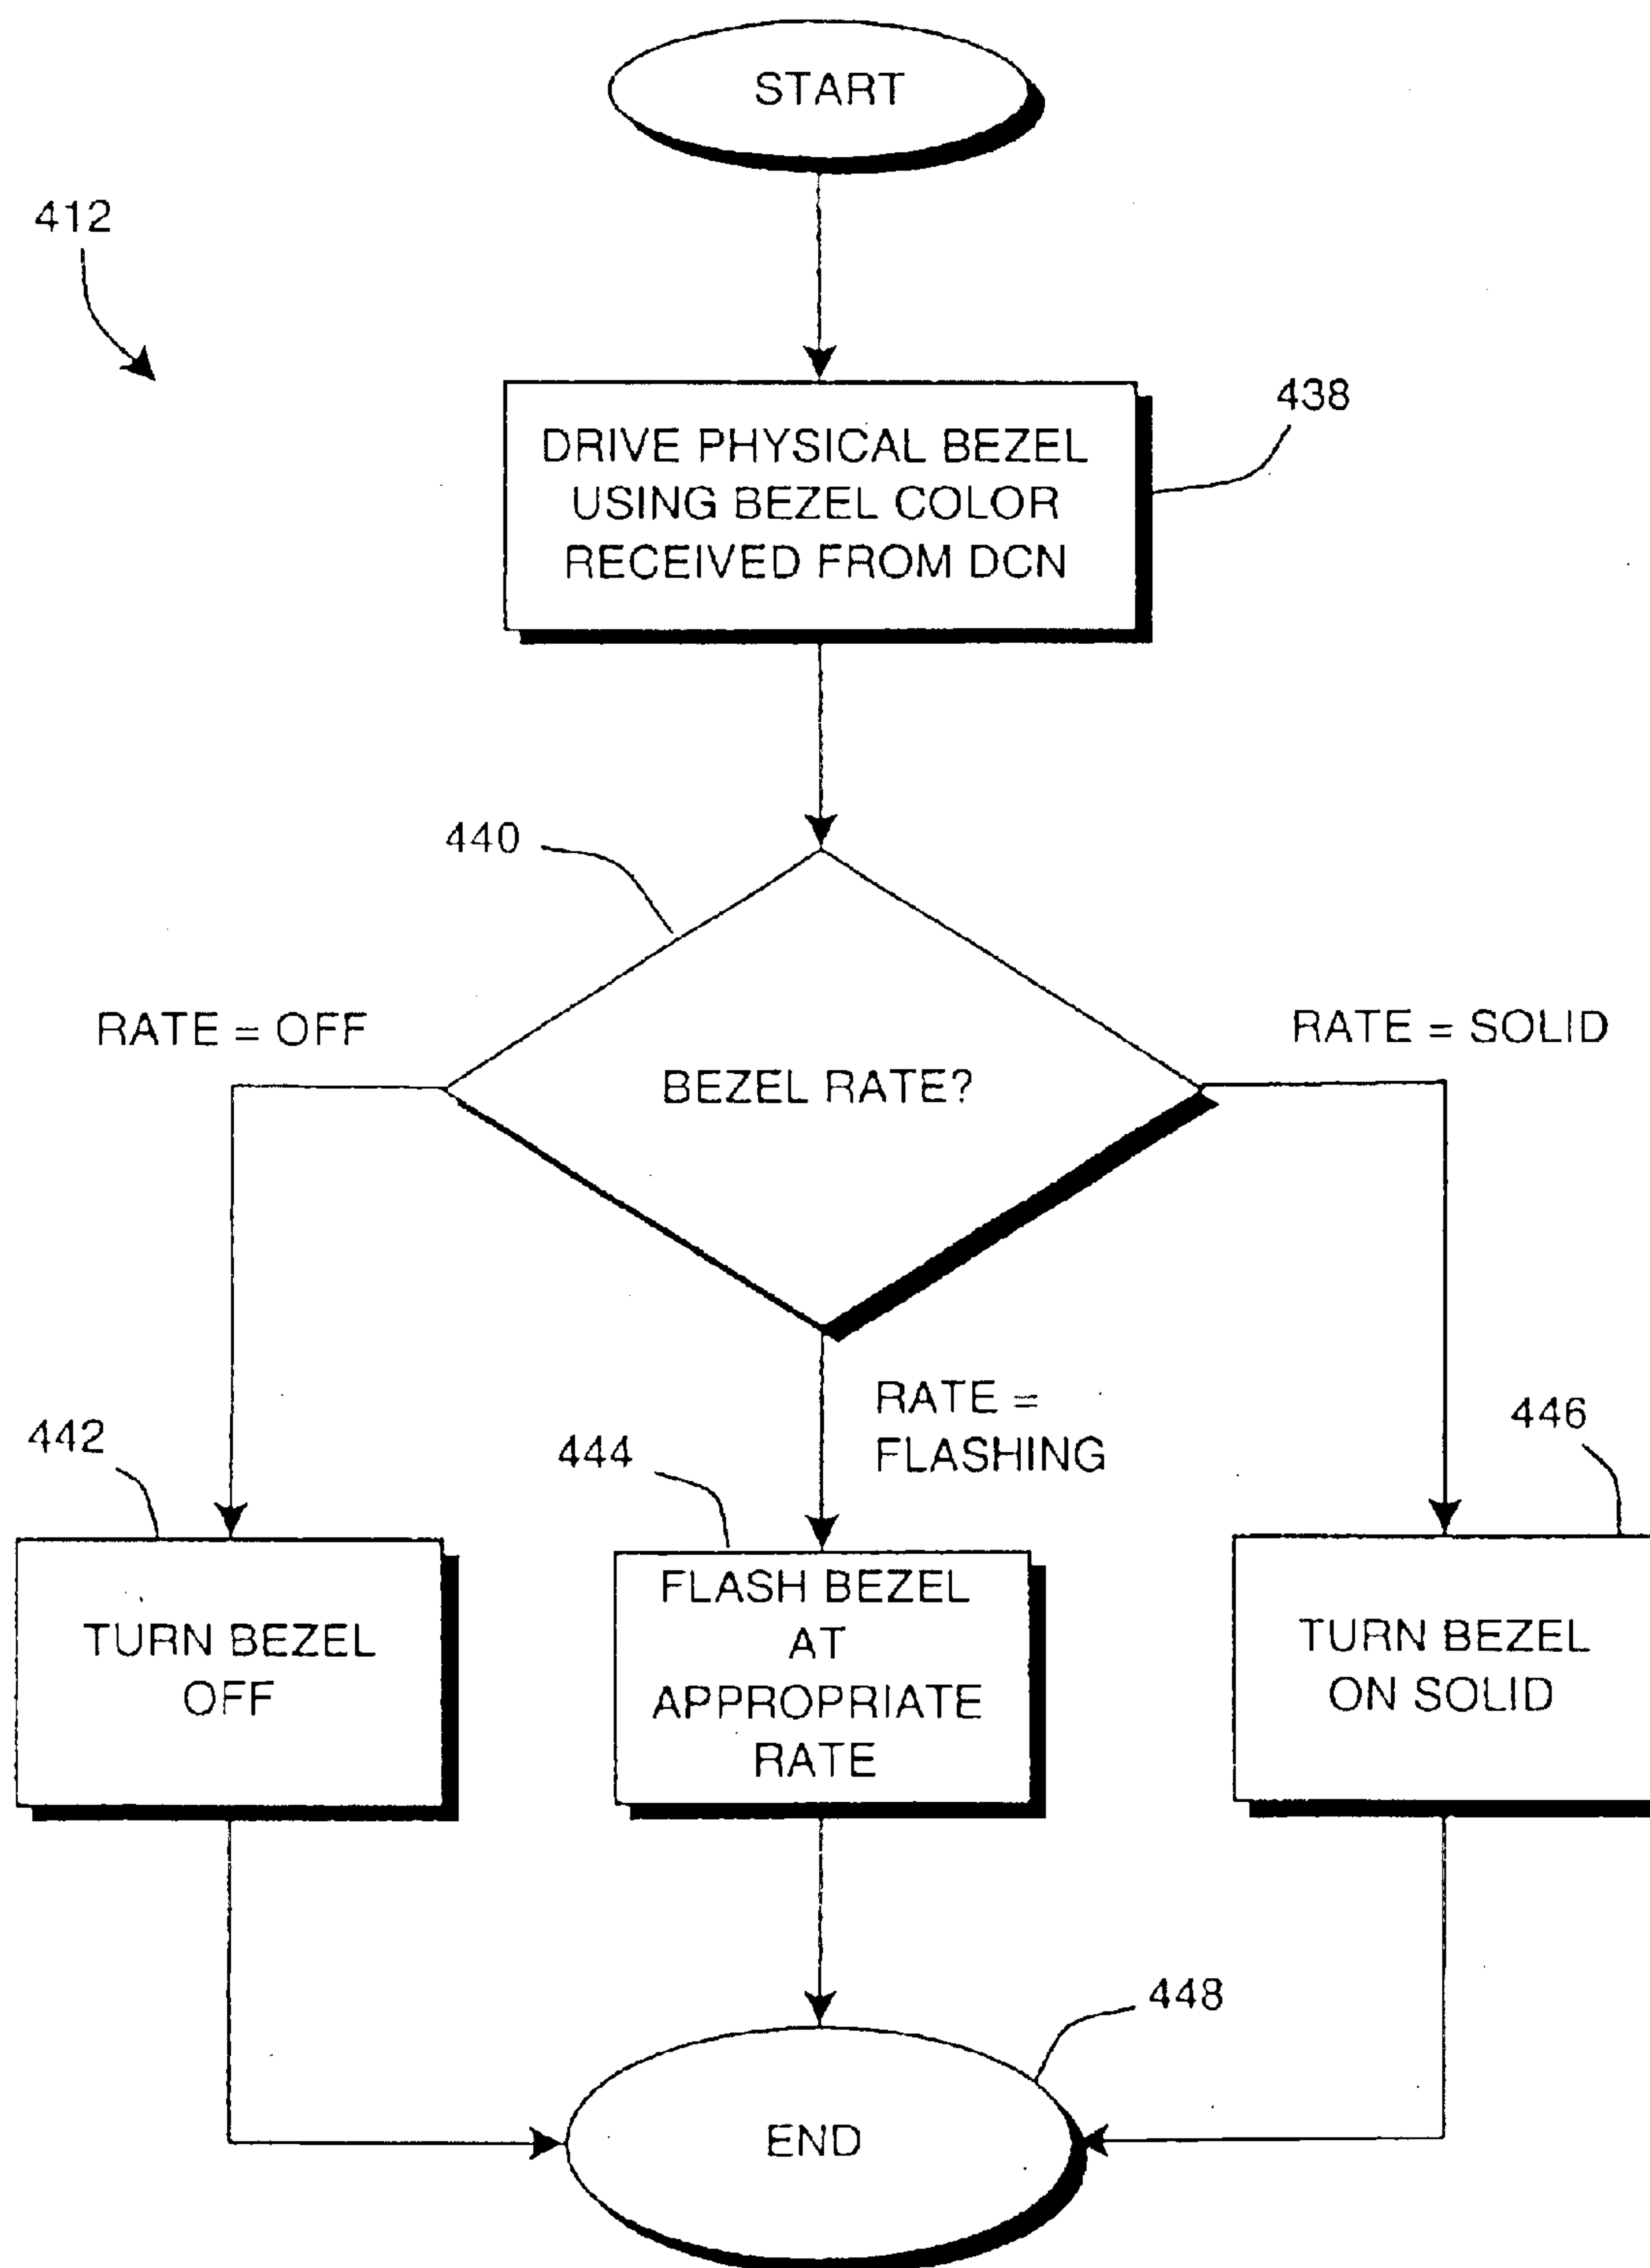 START
412
438
DRIVE PHYSICAL BEZEL
USING BEZEL COLOR
RECEIVED FROM DCN
440
RATE = OFF
RATE = SOLID
BEZEL RATE?
RATE =
FLASHING
442
444
446
TURN BEZEL
OFF
FLASH BEZEL
AT
APPROPRIATE
RATE
TURN BEZEL
ON SOLID
448
END